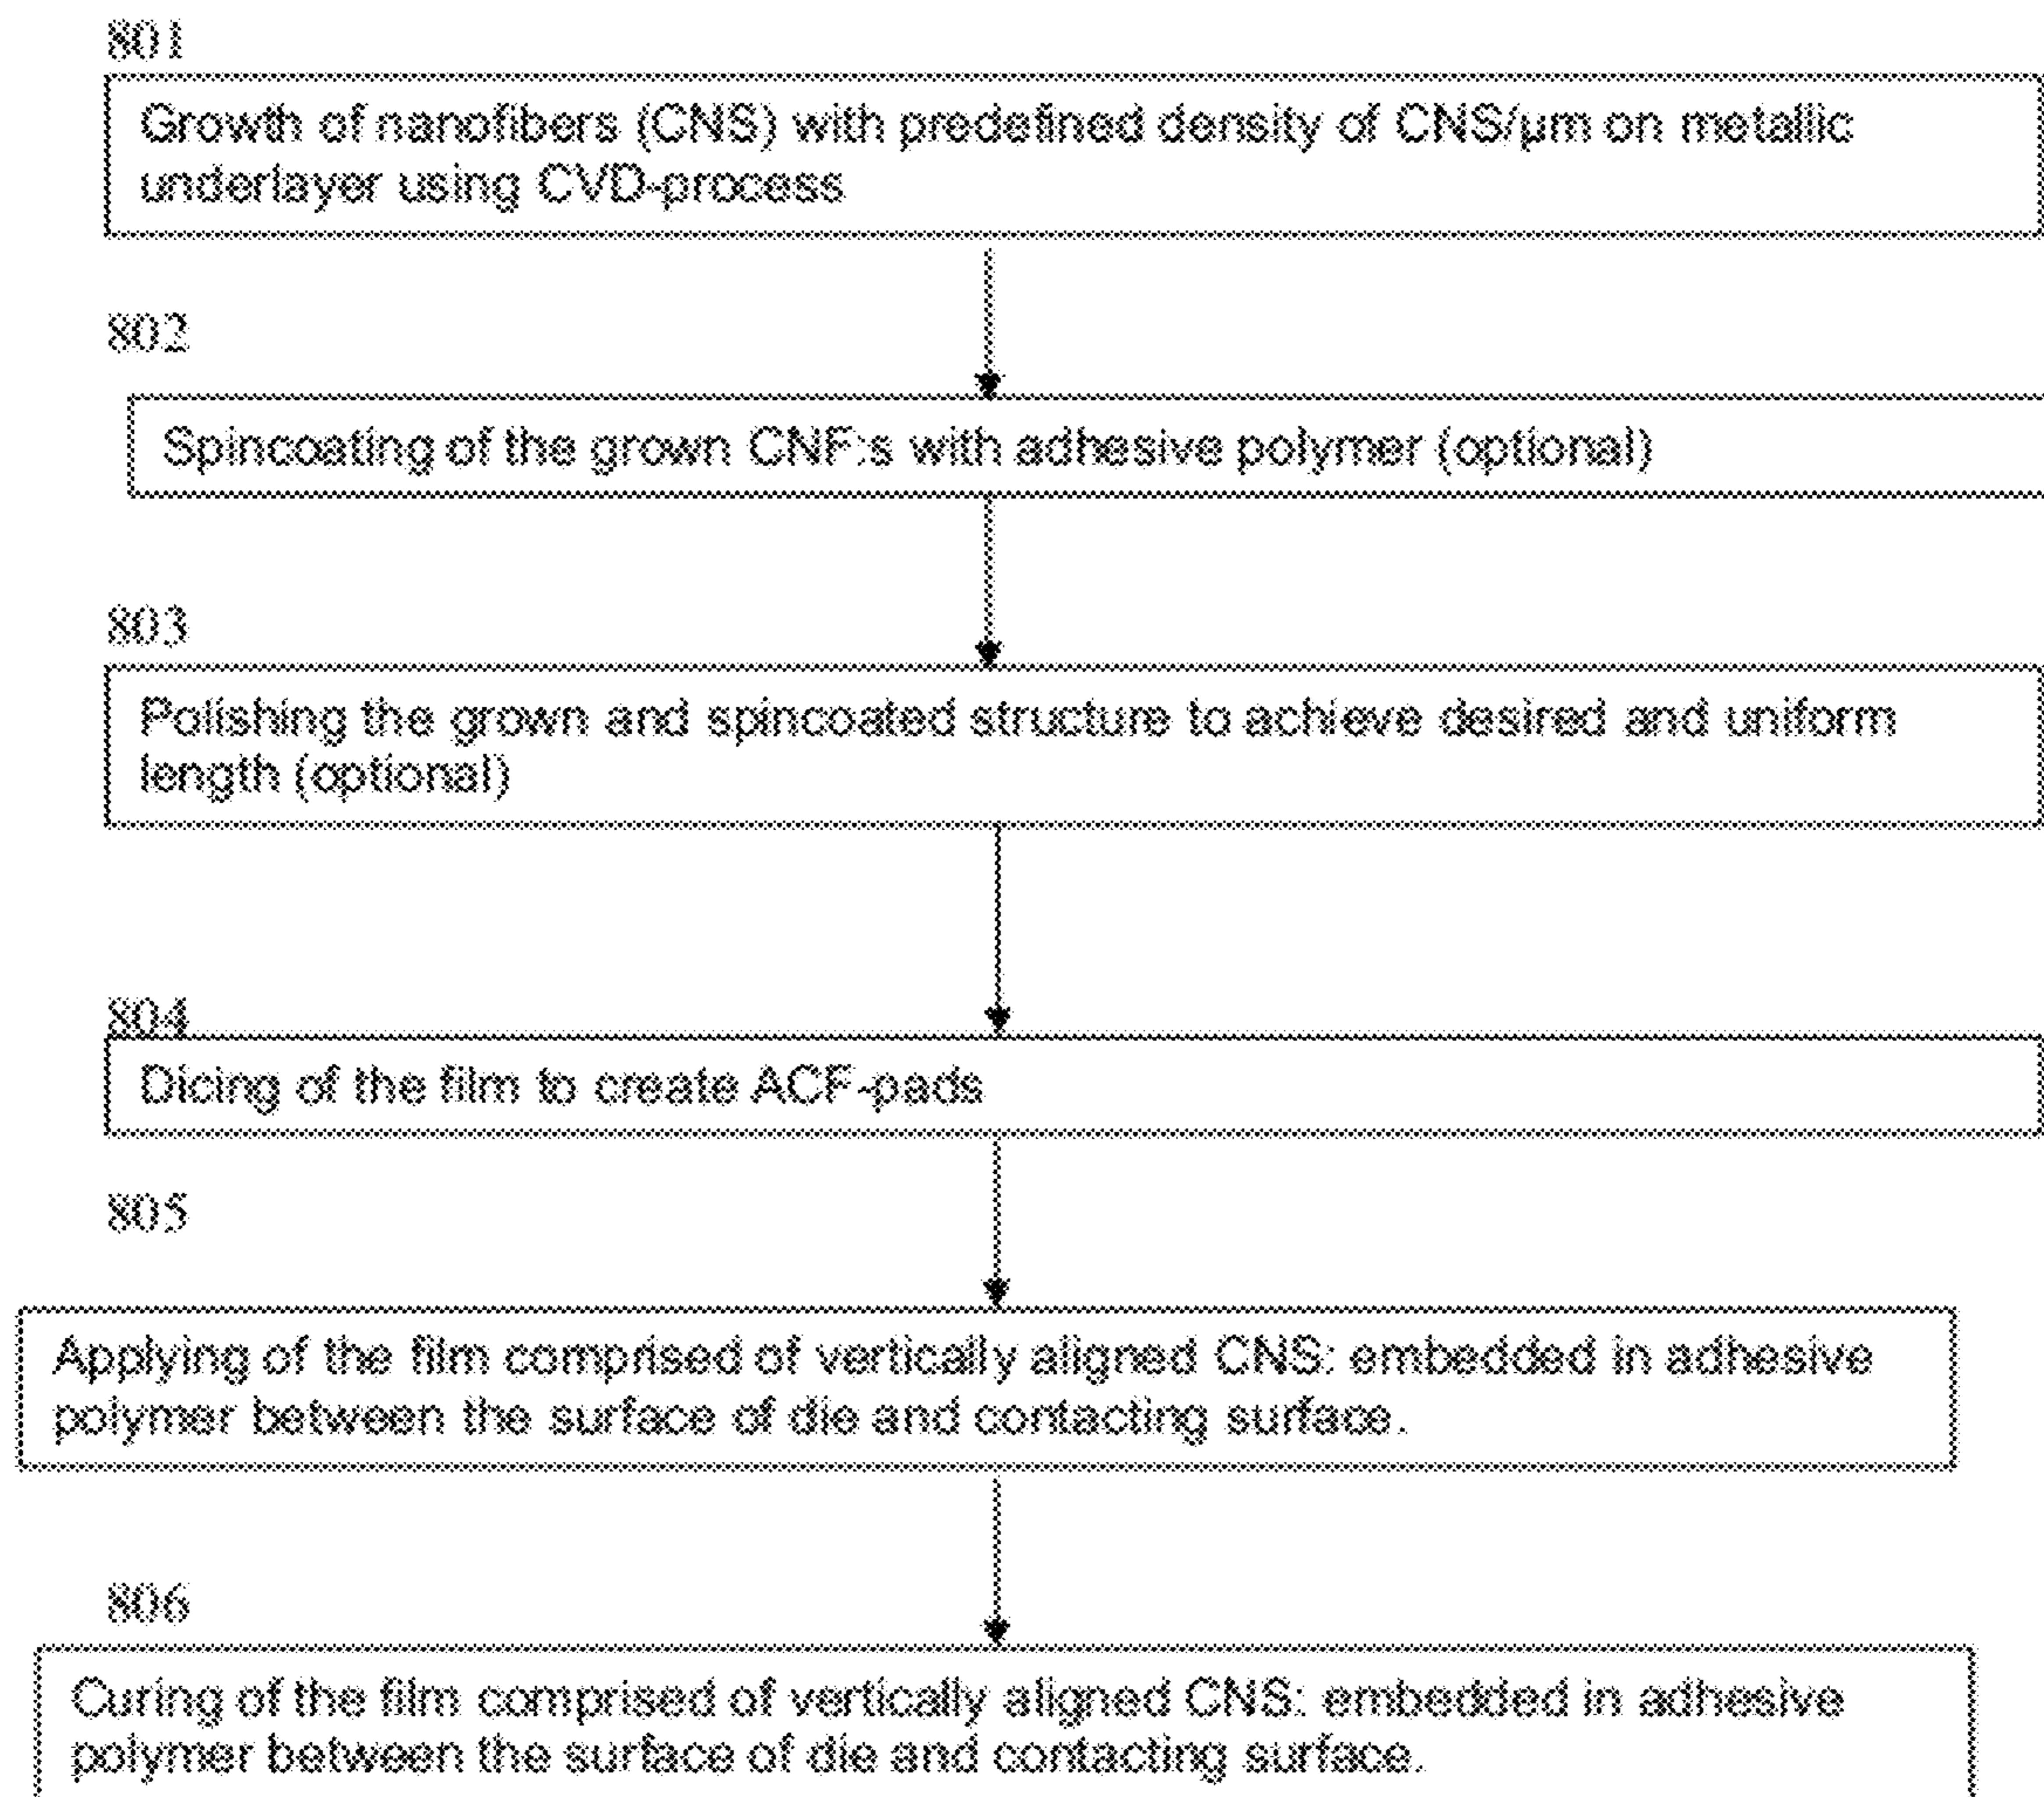 801
Growth of nanofibers (CNS) with predefined density of CNS/µm on metallic
underlayer using CVD-process
802
Spincoating of the grown CNF:s with adhesive polymer (optional)
803
Polishing the grown and spincoated structure to achieve desired and uniform
length (optional)
804
Dicing of the film to create ACF-pads
805
Applying of the film comprised of vertically aligned CNS: embedded in adhesive
polymer between the surface of die and contacting surface.
806
Curing of the film comprised of vertically aligned CNS: embedded in adhesive
polymer between the surface of die and contacting surface.